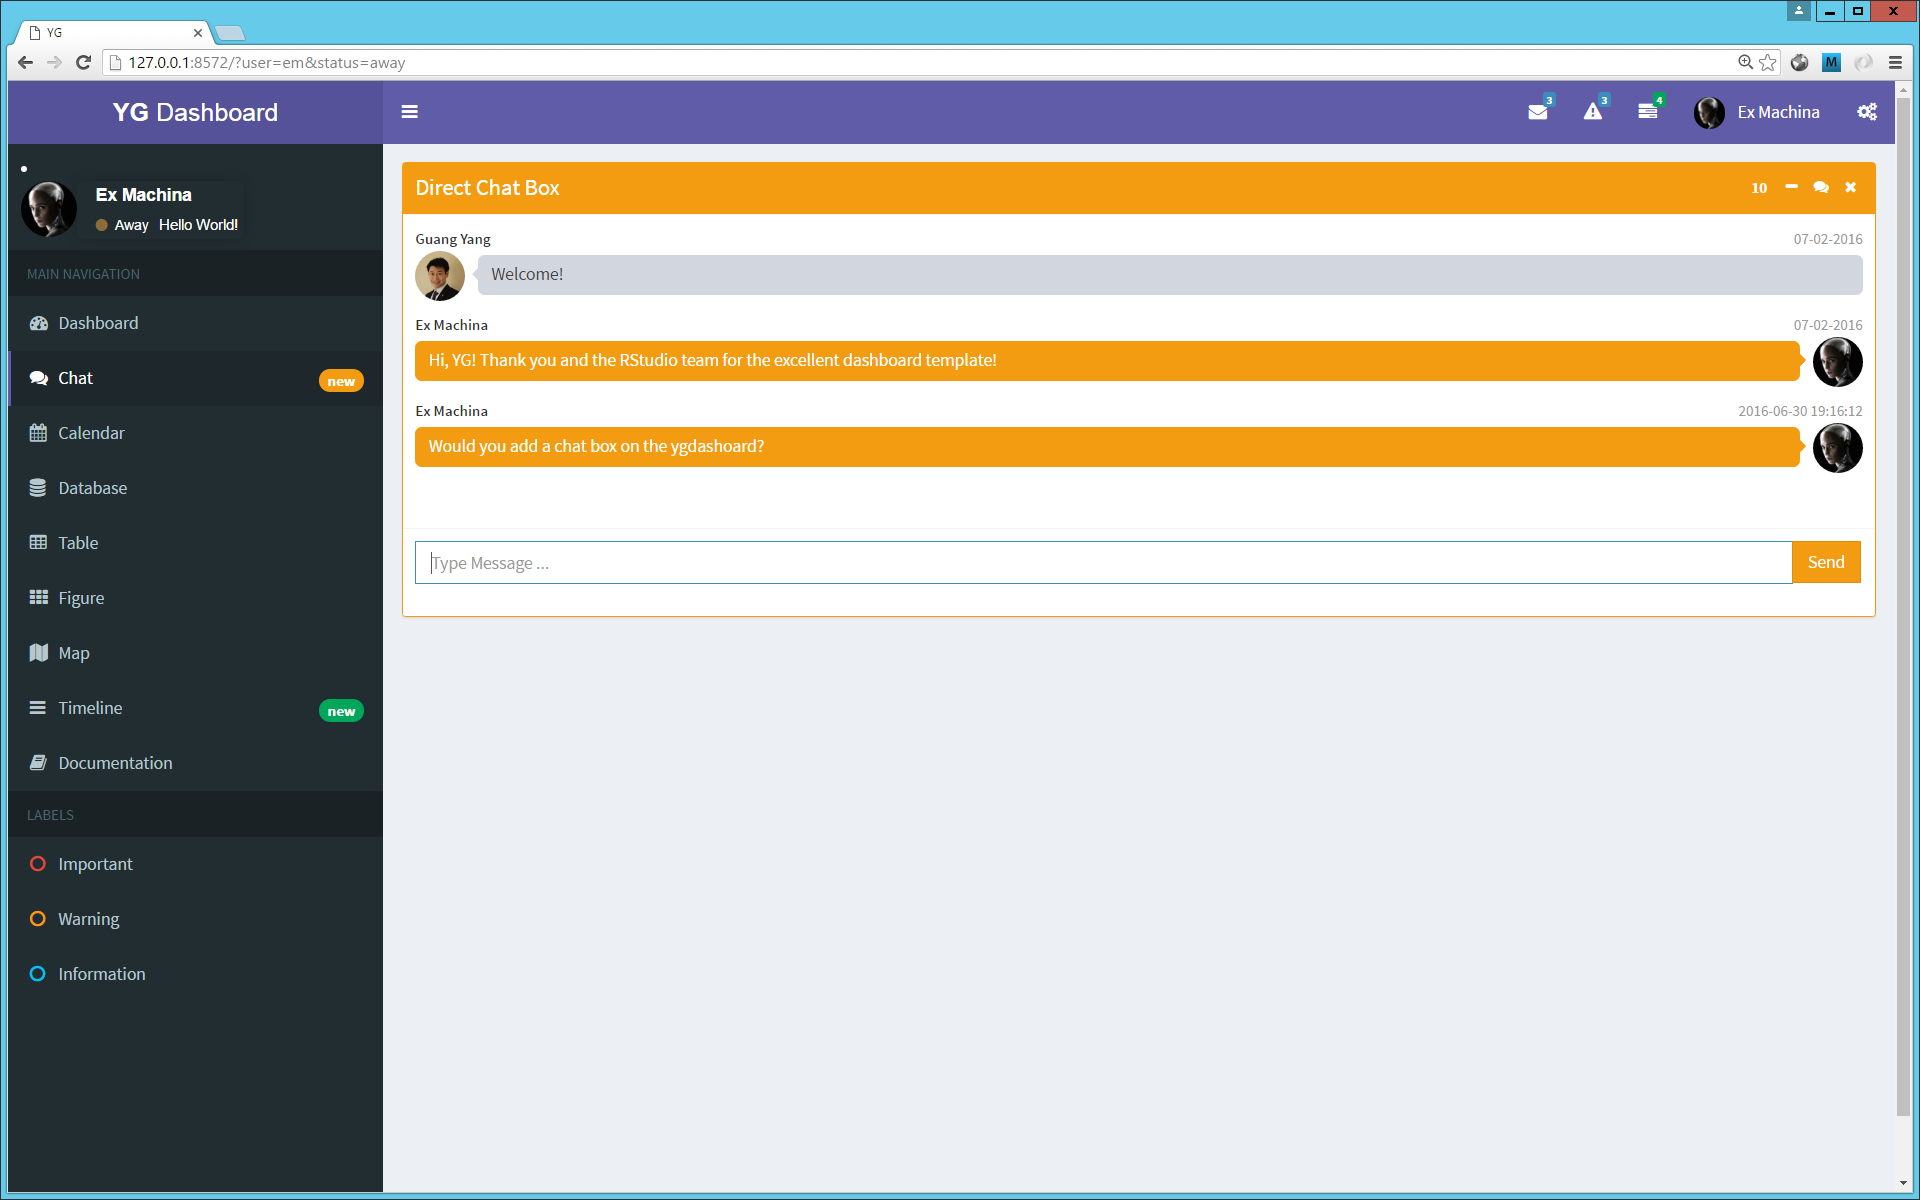 YG
127.0.0.1:8572/?user=em&status=away
M
YG Dashboard
3
3
4
Ex Machina
Ex Machina
Away Hello World!
MAIN NAVIGATION
Dashboard
Chat new
Calendar
Database
Table
Figure
Map
Timeline new
Documentation
LABELS
Important
Warning
Information
Direct Chat Box 10
Guang Yang 07-02-2016
Welcome!
Ex Machina 07-02-2016
Hi, YG! Thank you and the RStudio team for the excellent dashboard template!
Ex Machina 2016-06-30 19:16:12
Would you add a chat box on the ygdashoard?
Type Message ... Send